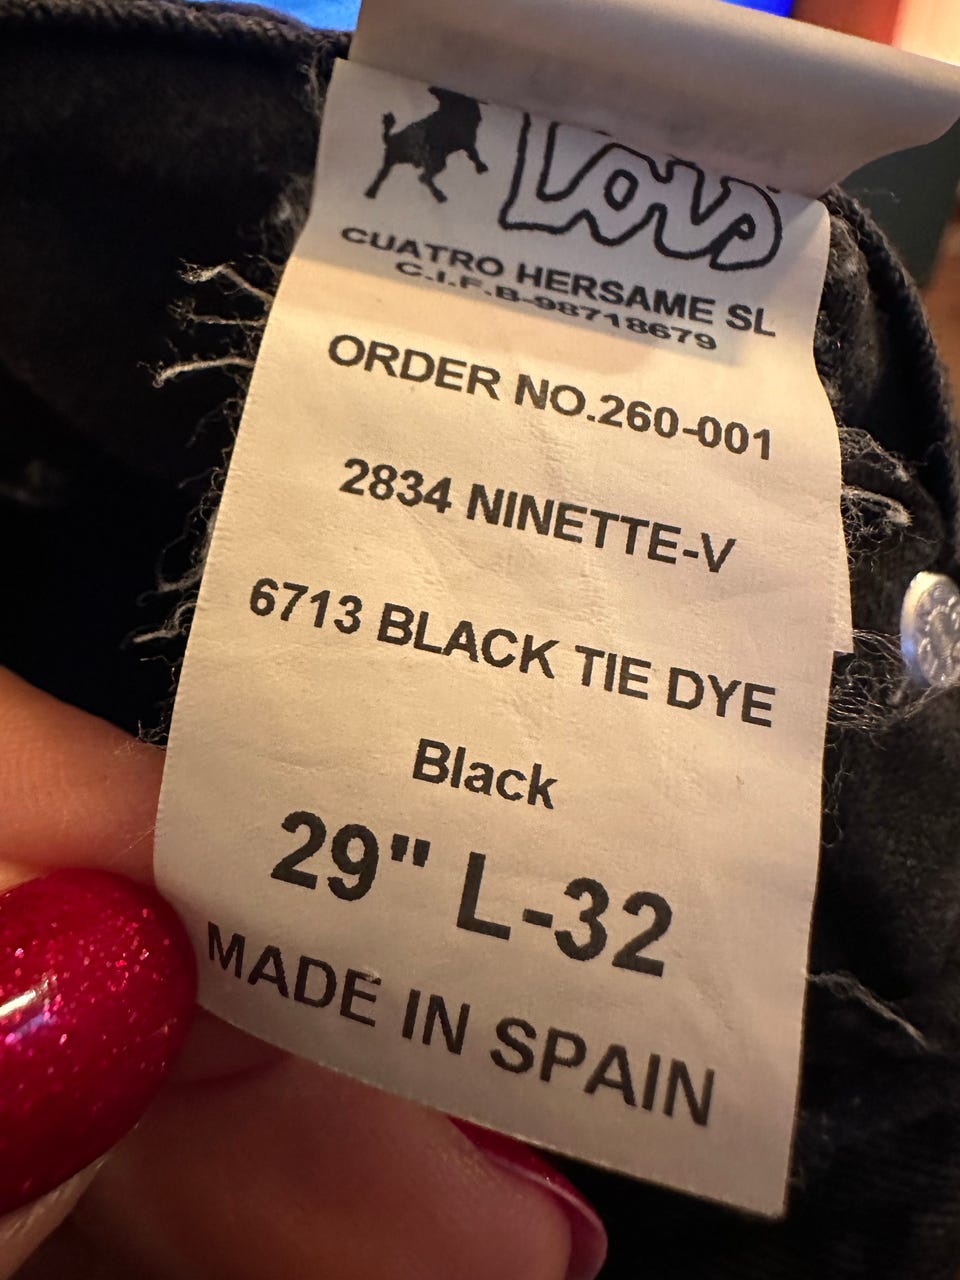 Lois
CUATRO HERSAME SL
C.I.F.B-98718679
ORDER NO.260-001
2834 NINETTE-V
6713 BLACK TIE DYE
Black
29" L-32
MADE IN SPAIN